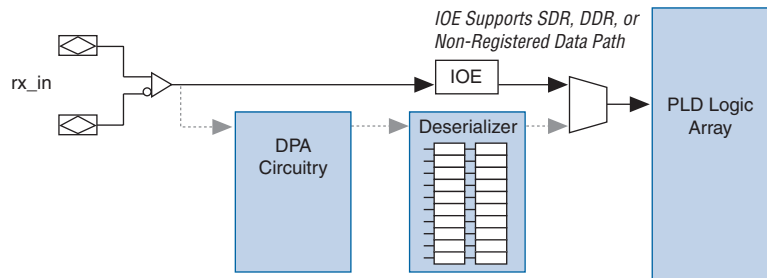 IOE Supports SDR, DDR, or
Non-Registered Data Path
rx_in
IOE
PLD Logic
Array
DPA
Circuitry
Deserializer